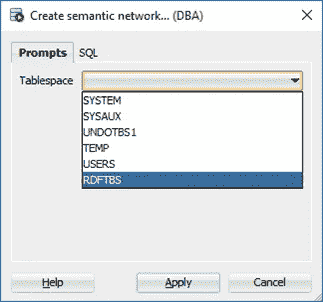 Create semantic network... (DBA)
Prompts SQL
Tablespace
SYSTEM
SYSAUX
UNDOTBS1
TEMP
USERS
RDFTBS
Help Apply Cancel